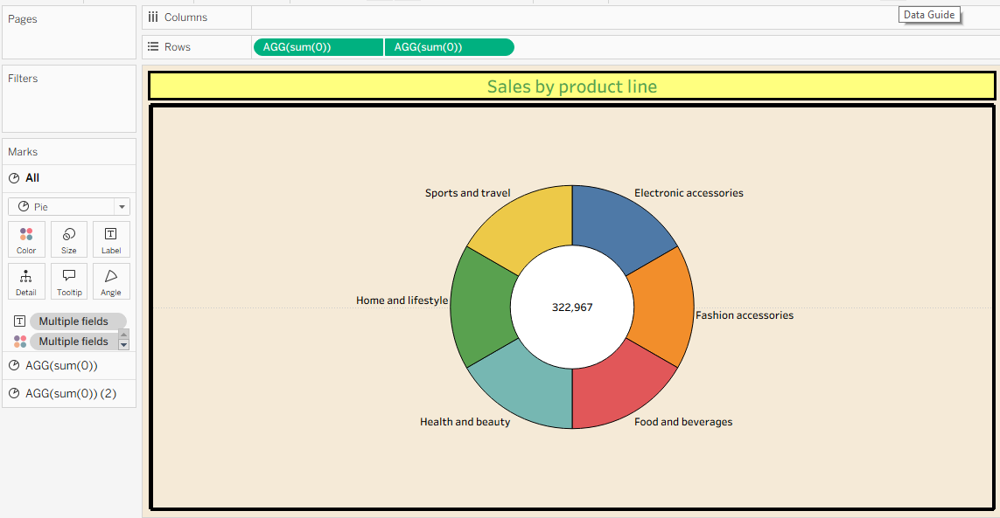 Pages
Columns
Data Guide
Rows
AGG(sum(0))
AGG(sum(0))
Filters
Sales by product line
Marks
All
Pie
Color
Size
Label
Detail
Tooltip
Angle
Multiple fields
Multiple fields
AGG(sum(0))
AGG(sum(0)) (2)
Sports and travel
Electronic accessories
Home and lifestyle
322,967
Fashion accessories
Health and beauty
Food and beverages